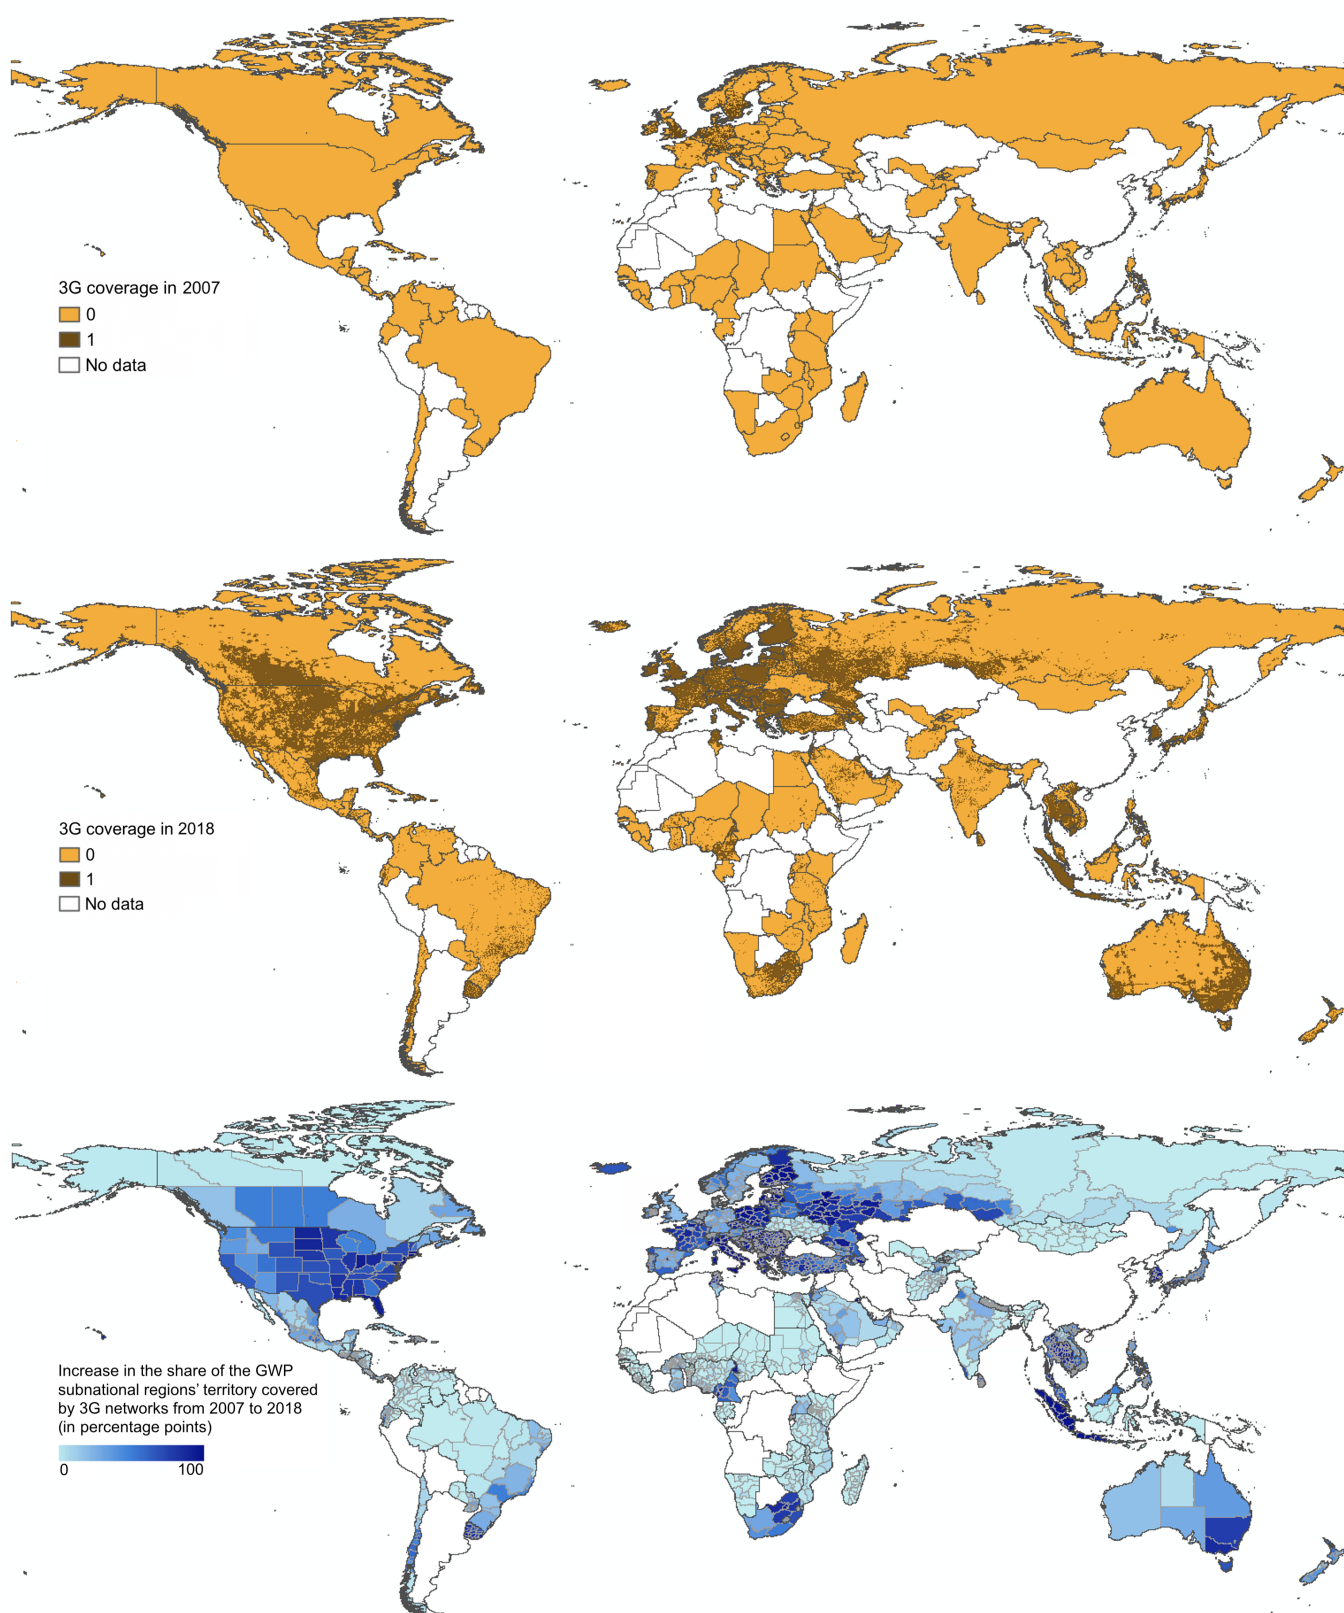 3G coverage in 2007
0
1
No data
3G coverage in 2018
0
1
No data
Increase in the share of the GWP
subnational regions’ territory covered
by 3G networks from 2007 to 2018
(in percentage points)
0 100